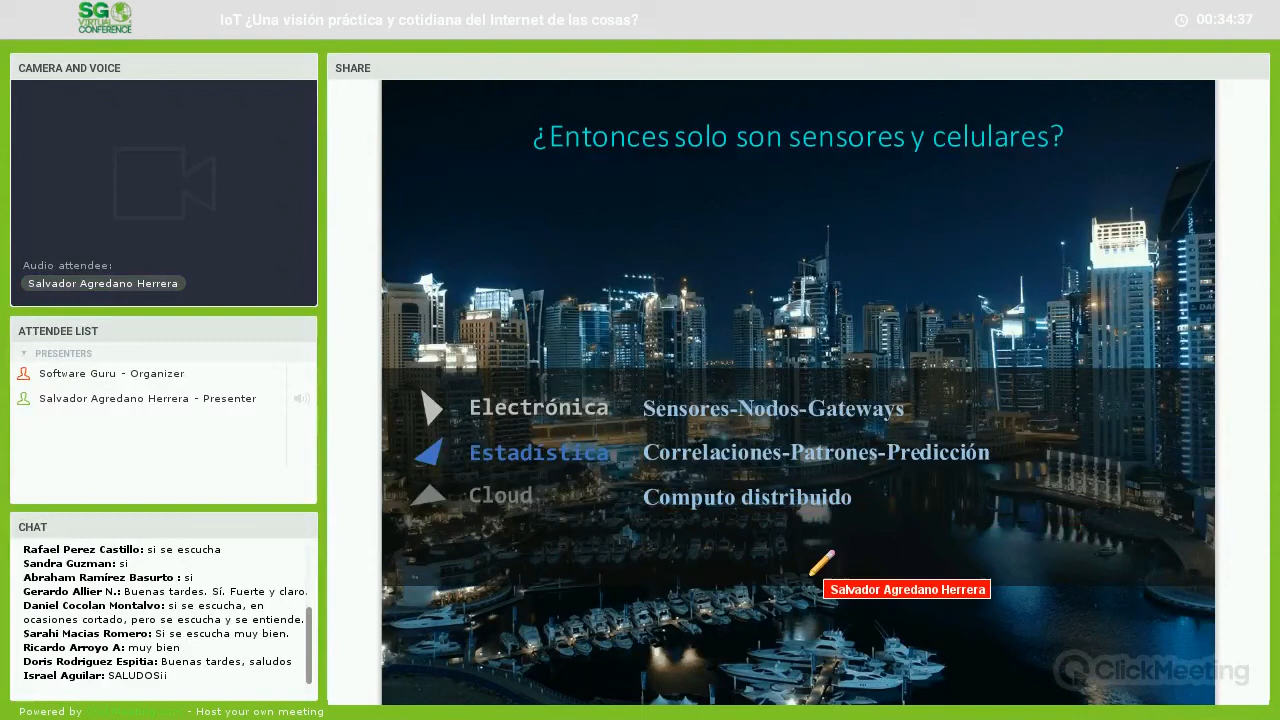 SG
VIRTUAL
CONFERENCE
IoT ¿Una visión práctica y cotidiana del Internet de las cosas?
00:34:37
CAMERA AND VOICE
Audio attendee:
Salvador Agredano Herrera
ATTENDEE LIST
PRESENTERS
Software Guru - Organizer
Salvador Agredano Herrera - Presenter
CHAT
Rafael Perez Castillo: si se escucha
Sandra Guzman: si
Abraham Ramírez Basurto : si
Gerardo Allier N.: Buenas tardes. Sí. Fuerte y claro.
Daniel Cocolan Montalvo: si se escucha, en
ocasiones cortado, pero se escucha y se entiende.
Sarahi Macias Romero: Si se escucha muy bien.
Ricardo Arroyo A: muy bien
Doris Rodriguez Espitia: Buenas tardes, saludos
Israel Aguilar: SALUDOS¡¡
Powered by - Host your own meeting
SHARE
¿Entonces solo son sensores y celulares?
Electrónica Sensores-Nodos-Gateways
Estadística Correlaciones-Patrones-Predicción
Cloud Computo distribuido
Salvador Agredano Herrera
ClickMeeting